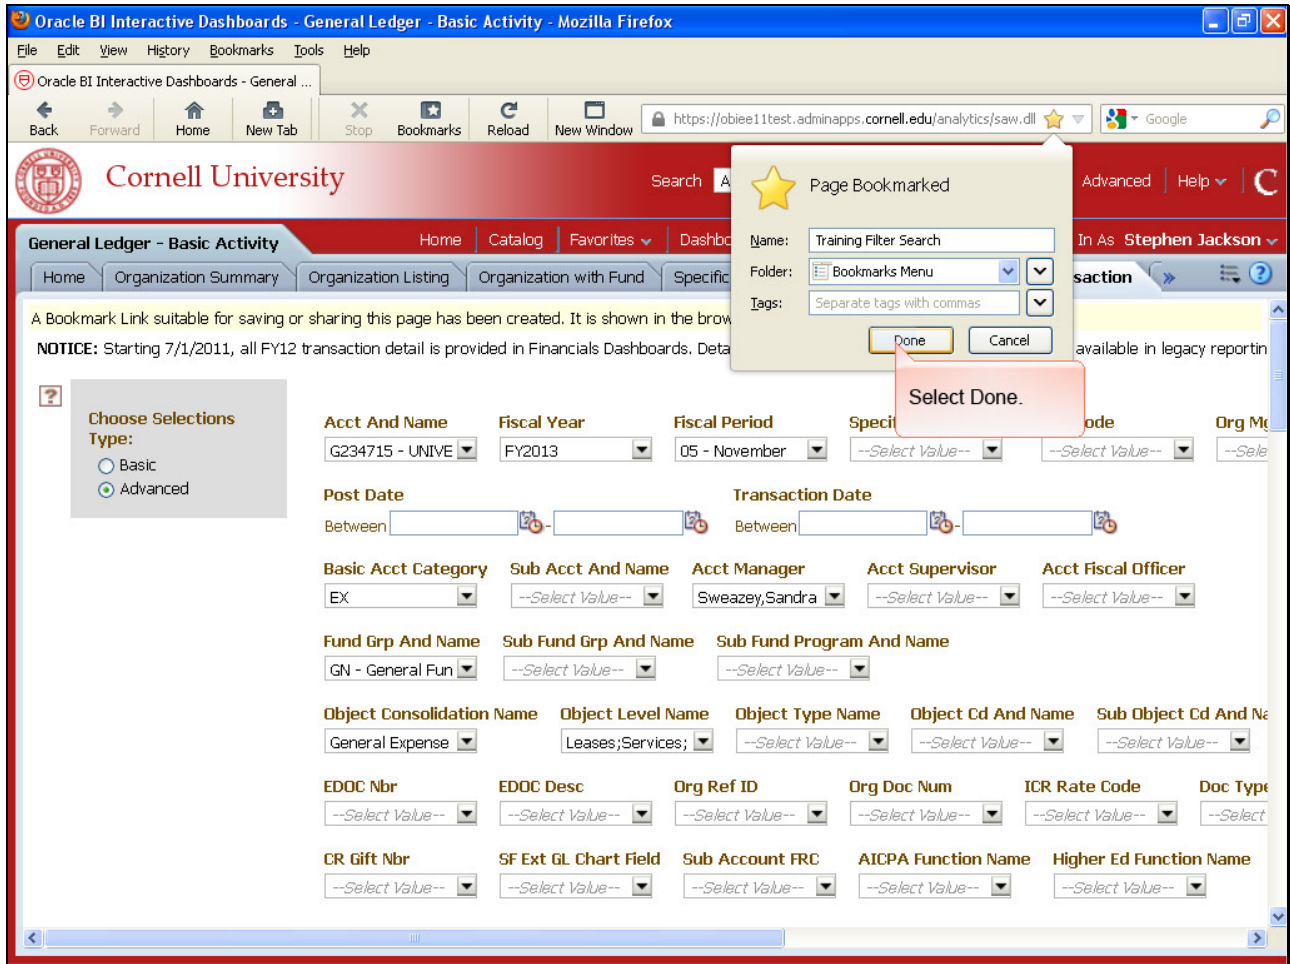 Oracle BI Interactive Dashboards - General Ledger - Basic Activity - Mozilla Firefox
File Edit View History Bookmarks Tools Help
Oracle BI Interactive Dashboards - General ...
Back Forward Home New Tab Stop Bookmarks Reload New Window https://obiee11test.adminapps.cornell.edu/analytics/saw.dll Google
Cornell University Search A Advanced Help C
Page Bookmarked
General Ledger - Basic Activity Home Catalog Favorites Dashbo In As Stephen Jackson
Name: Training Filter Search
Home Organization Summary Organization Listing Organization with Fund Specific saction »
Folder: Bookmarks Menu
Tags: Separate tags with commas
A Bookmark Link suitable for saving or sharing this page has been created. It is shown in the brow
Done Cancel
NOTICE: Starting 7/1/2011, all FY12 transaction detail is provided in Financials Dashboards. Deta available in legacy reportin
Select Done.
Choose Selections
Type:
Basic
Advanced
Acct And Name Fiscal Year Fiscal Period Specif ode Org Mg
G234715 - UNIVE FY2013 05 - November --Select Value-- --Select Value-- --Sele
Post Date Transaction Date
Between - Between -
Basic Acct Category Sub Acct And Name Acct Manager Acct Supervisor Acct Fiscal Officer
EX --Select Value-- Sweazey,Sandra --Select Value-- --Select Value--
Fund Grp And Name Sub Fund Grp And Name Sub Fund Program And Name
GN - General Fun --Select Value-- --Select Value--
Object Consolidation Name Object Level Name Object Type Name Object Cd And Name Sub Object Cd And Na
General Expense Leases;Services; --Select Value-- --Select Value-- --Select Value--
EDOC Nbr EDOC Desc Org Ref ID Org Doc Num ICR Rate Code Doc Type
--Select Value-- --Select Value-- --Select Value-- --Select Value-- --Select Value-- --Select
CR Gift Nbr SF Ext GL Chart Field Sub Account FRC AICPA Function Name Higher Ed Function Name
--Select Value-- --Select Value-- --Select Value-- --Select Value-- --Select Value--